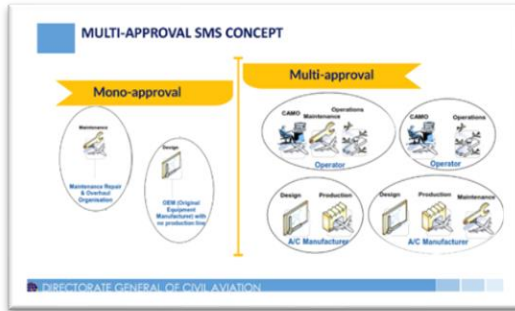 MULTI-APPROVAL SMS CONCEPT
Mono-approval
Multi-approval
Maintenance
Maintenance Repair
& Overhaul
Organisation
Design
OEM (Original
Equipment
Manufacturer) with
no production line
CAMO
Maintenance
Operations
Operator
CAMO
Operations
Operator
Design
Production
A/C Manufacturer
Design
Production
Maintenance
A/C Manufacturer
DIRECTORATE GENERAL OF CIVIL AVIATION